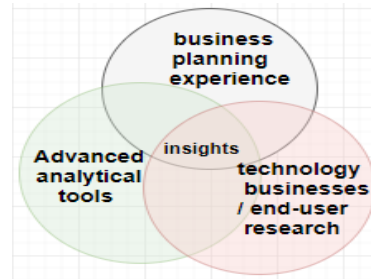 business
planning
experience
insights
Advanced
analytical
tools
technology
businesses
/ end-user
research